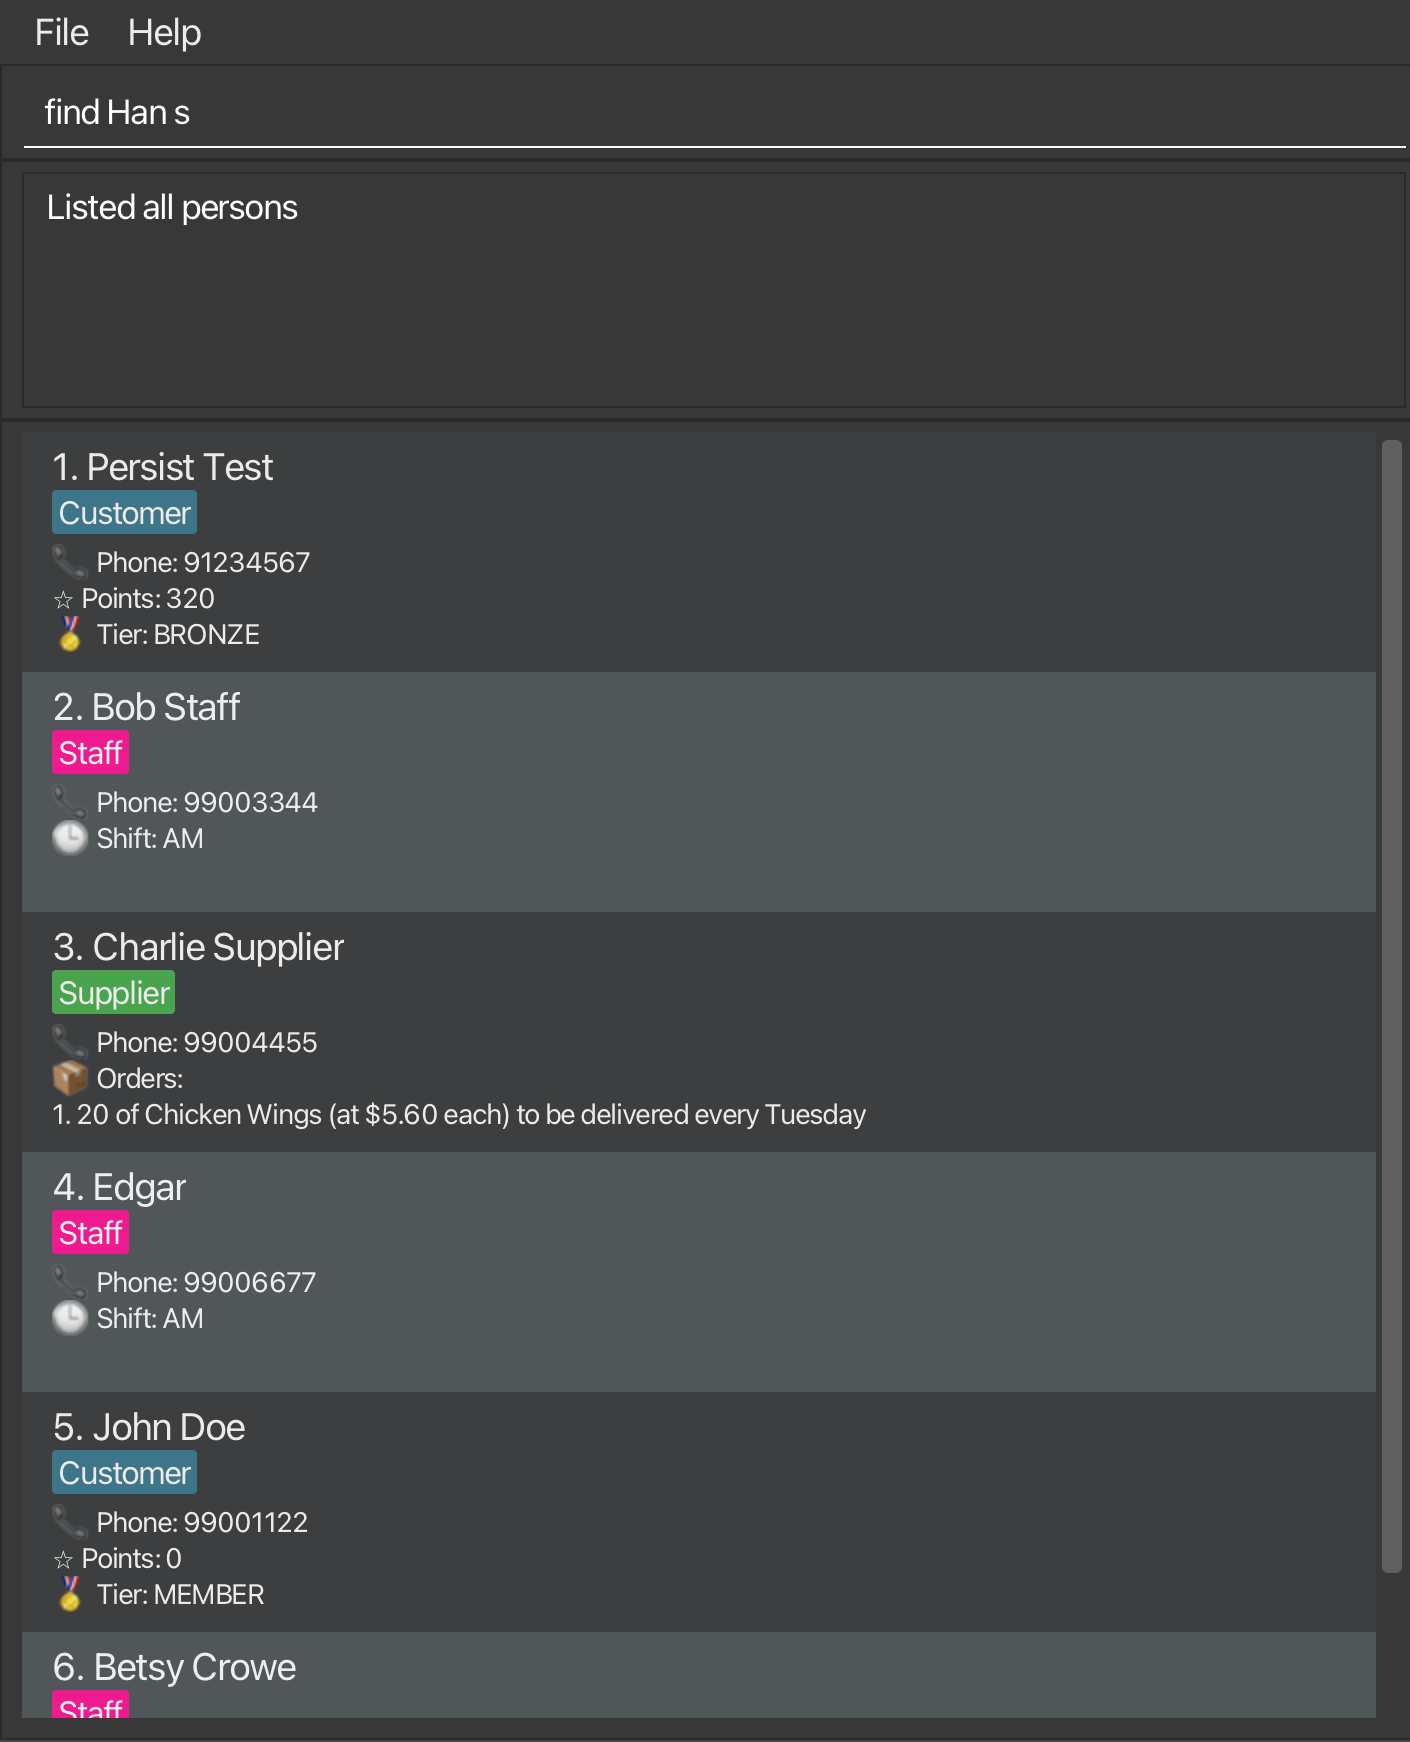 File Help
find Han s
Listed all persons
1. Persist Test
Customer
Phone: 91234567
☆ Points: 320
Tier: BRONZE
2. Bob Staff
Staff
Phone: 99003344
Shift: AM
3. Charlie Supplier
Supplier
Phone: 99004455
Orders:
1. 20 of Chicken Wings (at $5.60 each) to be delivered every Tuesday
4. Edgar
Staff
Phone: 99006677
Shift: AM
5. John Doe
Customer
Phone: 99001122
☆ Points: 0
Tier: MEMBER
6. Betsy Crowe
Staff